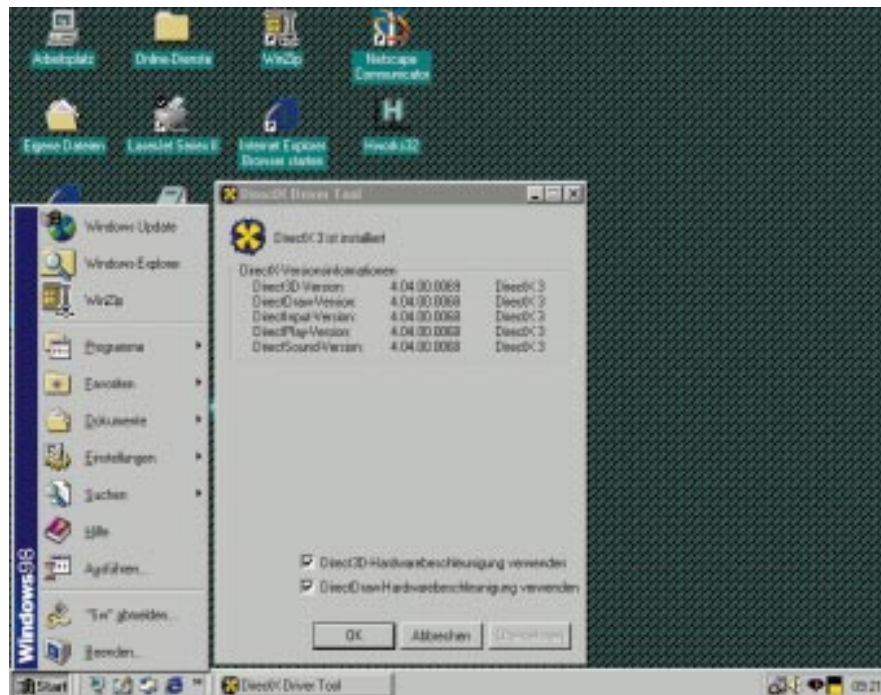 Arbeitsplatz
Online-Dienste
WinZip
Netscape
Communicator
Eigene Dateien
LaserJet Series II
Internet Explorer
Browser starten
Hworks32
DirectX Driver Tool
DirectX 3 ist installiert
DirectX-Versionsinformationen
Direct3D-Version: 4.04.00.0069 DirectX 3
DirectDraw-Version: 4.04.00.0068 DirectX 3
DirectInput-Version: 4.04.00.0068 DirectX 3
DirectPlay-Version: 4.04.00.0068 DirectX 3
DirectSound-Version: 4.04.00.0068 DirectX 3
Direct3D-Hardwarebeschleunigung verwenden
DirectDraw-Hardwarebeschleunigung verwenden
OK
Abbrechen
Windows Update
Windows Explorer
WinZip
Programme
Favoriten
Dokumente
Einstellungen
Suchen
Hilfe
Ausführen...
abmelden...
Beenden...
Windows98
Start
DirectX Driver Tool
09:21